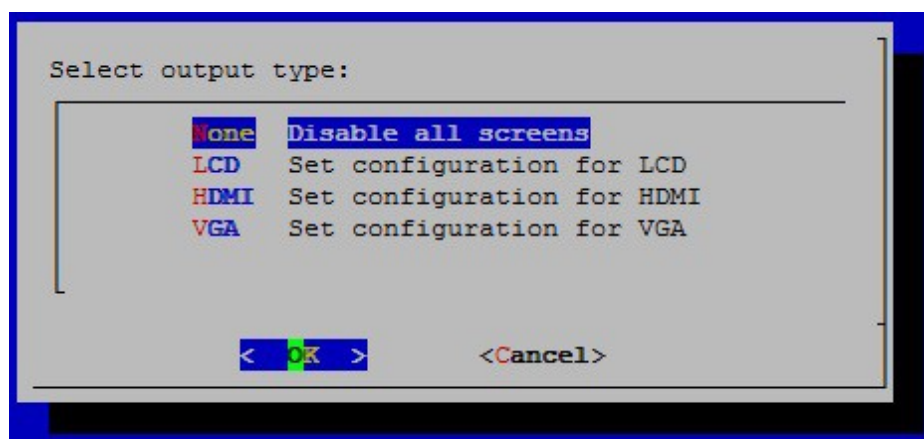 Select output type:
None Disable all screens
LCD Set configuration for LCD
HDMI Set configuration for HDMI
VGA Set configuration for VGA
< OK > <Cancel>